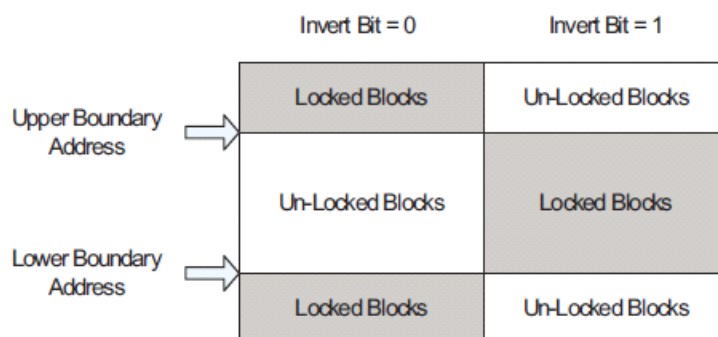 Invert Bit = 0 Invert Bit = 1
Locked Blocks Un-Locked Blocks
Upper Boundary
Address
Un-Locked Blocks Locked Blocks
Lower Boundary
Address
Locked Blocks Un-Locked Blocks